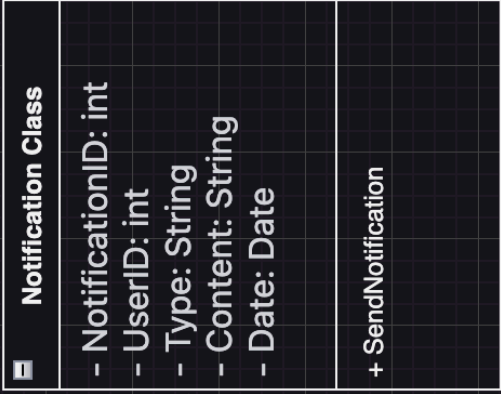 Notification Class
- NotificationID: int
- UserID: int
- Type: String
- Content: String
- Date: Date
+ SendNotification